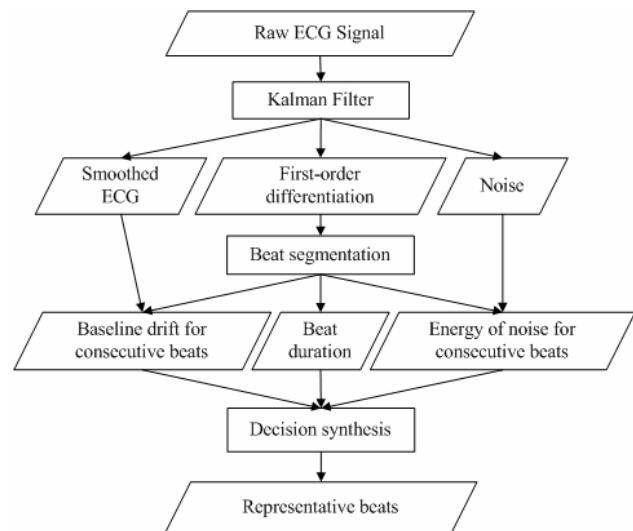 Raw ECG Signal
Kalman Filter
Smoothed
ECG
First-order
differentiation
Noise
Beat segmentation
Baseline drift for
consecutive beats
Beat
duration
Energy of noise for
consecutive beats
Decision synthesis
Representative beats